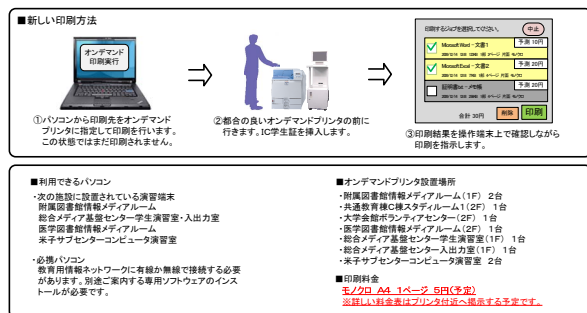 ■新しい印刷方法
オンデマンド
印刷実行
①パソコンから印刷先をオンデマンド
プリンタに指定して印刷を行います。
この状態ではまだ印刷されません。
②都合の良いオンデマンドプリンタの前に
行きます。IC学生証を挿入します。
印刷するジョブを選択してください。
中止
Microsoft Word - 文書1
予測 10円
Microsoft Excel - 文書2
予測 20円
証明書txt - メモ帳
予測 20円
合計 30円
削除
印刷
③印刷結果を操作端末上で確認しながら
印刷を指示します。
■利用できるパソコン
・次の施設に設置されている演習端末
附属図書館情報メディアルーム
総合メディア基盤センター学生演習室・入出力室
医学図書館情報メディアルーム
米子サブセンターコンピュータ演習室
・必携パソコン
教育用情報ネットワークに有線か無線で接続する必要
があります。別途ご案内する専用ソフトウェアのインス
トールが必要です。
■オンデマンドプリンタ設置場所
・附属図書館情報メディアルーム(1F) 2台
・共通教育棟C棟スタディルーム1(2F) 1台
・大学会館ボランティアセンター(2F) 1台
・医学図書館情報メディアルーム(2F) 1台
・総合メディア基盤センター学生演習室(1F) 1台
・総合メディア基盤センター入出力室(1F) 1台
・米子サブセンターコンピュータ演習室 2台
■印刷料金
モノクロ A4 1ページ 5円(予定)
※詳しい料金表はプリンタ付近へ掲示する予定です。